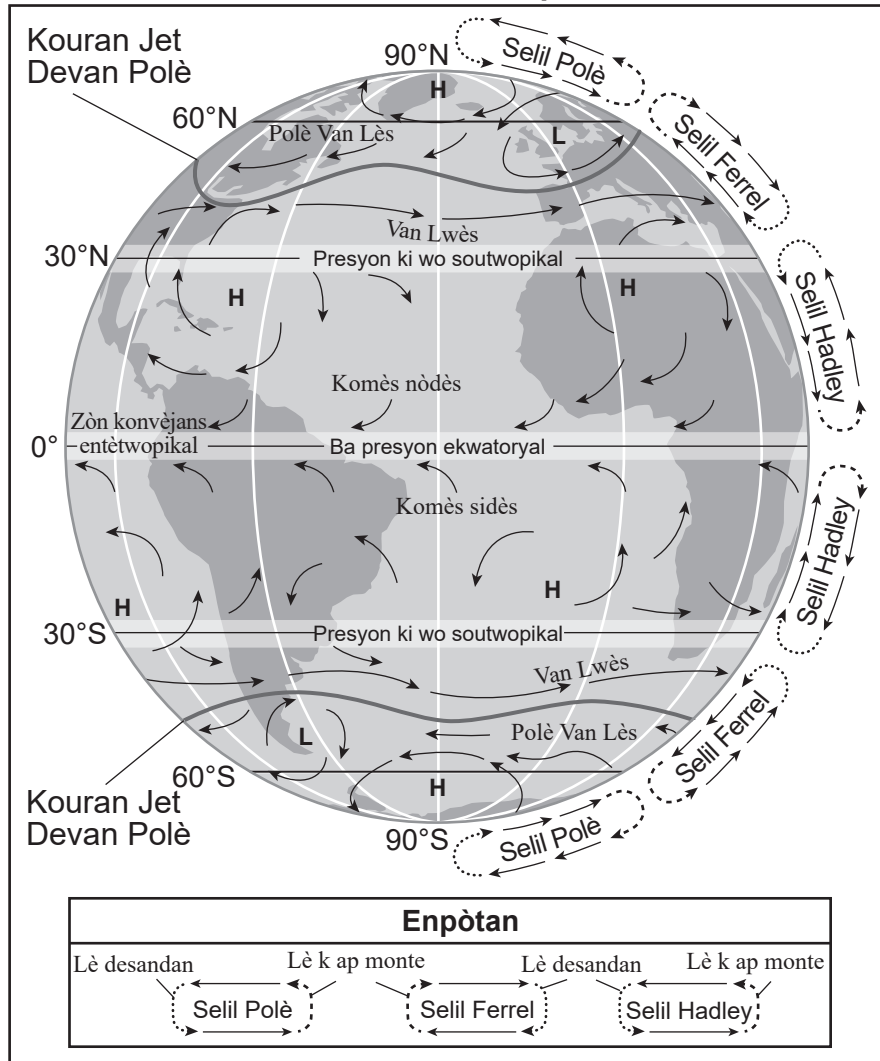 Kouran Jet
Devan Polè
90°N
Selil Polè
H
60°N
Polè Van Lès
L
Selil Ferrel
Van Lwès
30°N
Presyon ki wo soutwopikal
H
H
Selil Hadley
Komès nòdès
Zòn konvèjans
entètwopikal
0°
Ba presyon ekwatoryal
Komès sidès
Selil Hadley
H
H
30°S
Presyon ki wo soutwopikal
Van Lwès
L
Polè Van Lès
Selil Ferrel
60°S
H
Kouran Jet
Devan Polè
90°S
Selil Polè
Enpòtan
Lè desandan
Lè k ap monte
Lè desandan
Lè k ap monte
Selil Polè
Selil Ferrel
Selil Hadley